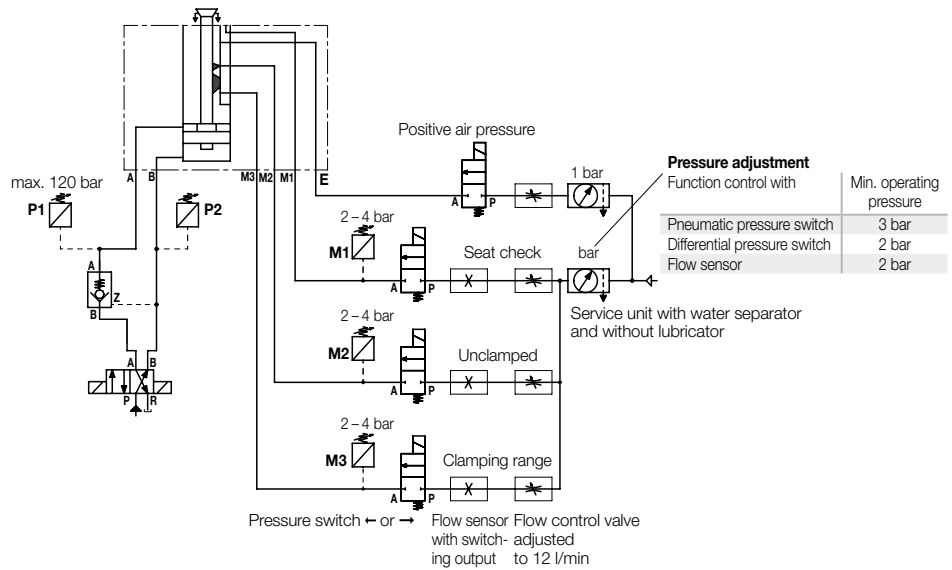 Positive air pressure
A
B
M3
M2
M1
E
max. 120 bar
P1
P2
A
P
1 bar
Pressure adjustment
Function control with
Min. operating
pressure
Pneumatic pressure switch
3 bar
Differential pressure switch
2 bar
Flow sensor
2 bar
2 – 4 bar
M1
Seat check
bar
A
P
Service unit with water separator
and without lubricator
A
Z
B
2 – 4 bar
M2
Unclamped
A
P
A
B
P
R
2 – 4 bar
M3
Clamping range
A
P
Pressure switch ← or →
Flow sensor
with switch-
ing output
Flow control valve
adjusted
to 12 l/min